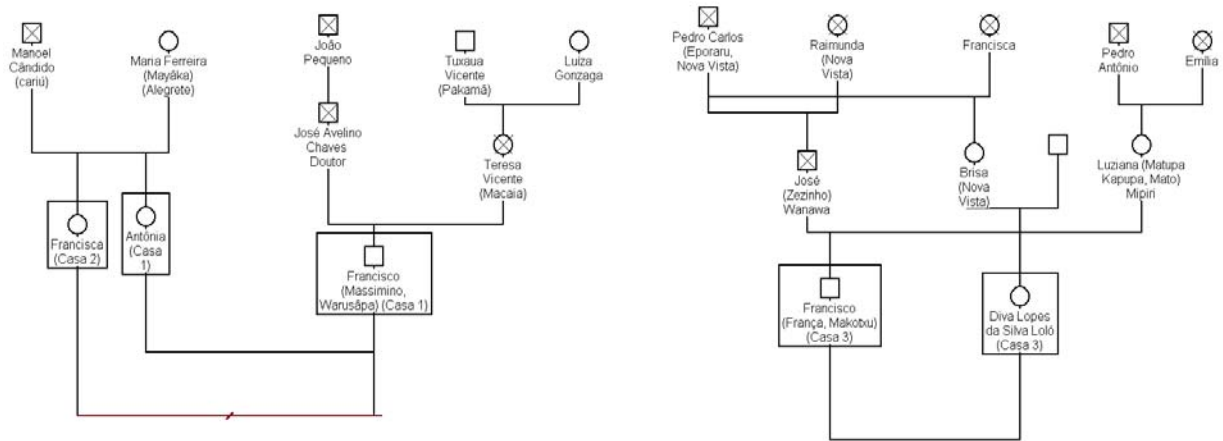 Manoel
Cândido
(cariú)
Maria Ferreira
(Mayâka)
(Alegrete)
João
Pequeno
Tuxaua
Vicente
(Pakamã)
Luíza
Gonzaga
José Avelino
Chaves
Doutor
Teresa
Vicente
(Macaia)
Francisca
(Casa 2)
Antônia
(Casa
1)
Francisco
(Massimino,
Warusâpa) (Casa 1)
Pedro Carlos
(Eporaru,
Nova Vista)
Raimunda
(Nova
Vista)
Francisca
Pedro
Antônio
Emília
José
(Zezinho)
Wanawa
Brisa
(Nova
Vista)
Luziana (Matupa
Kapupa, Mato)
Mipiri
Francisco
(França, Makotxu)
(Casa 3)
Diva Lopes
da Silva Loló
(Casa 3)